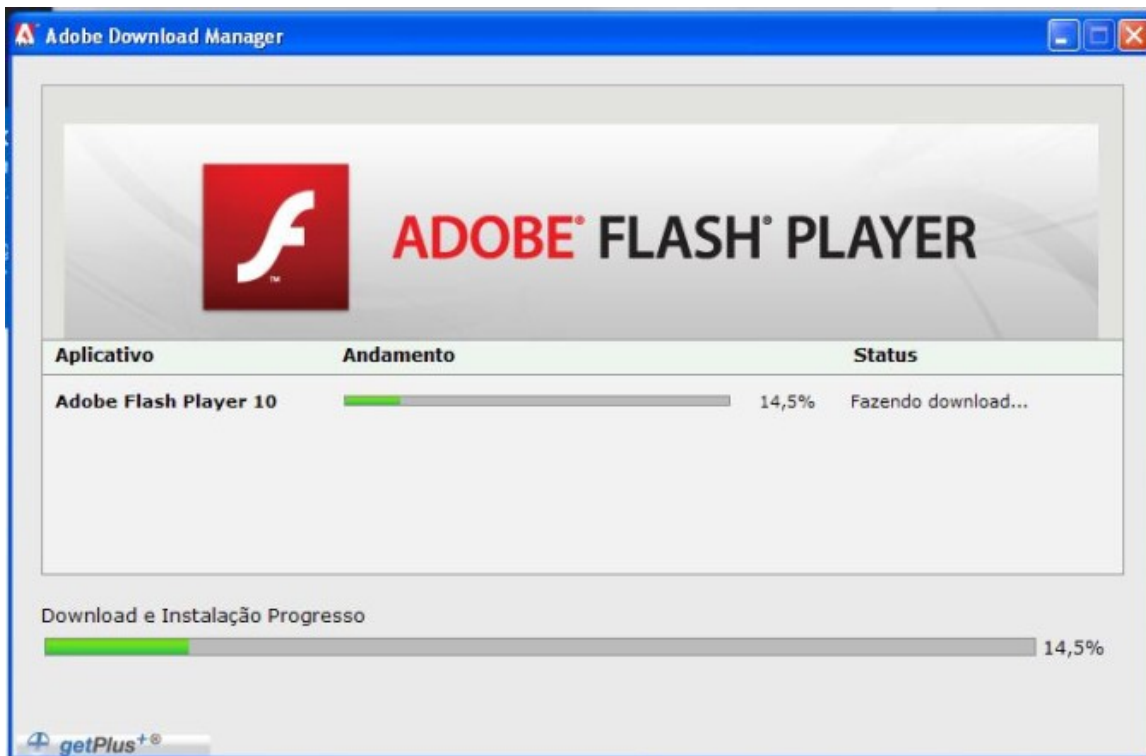 Adobe Download Manager
ADOBE® FLASH® PLAYER
Aplicativo Andamento Status
Adobe Flash Player 10 14,5% Fazendo download...
Download e Instalação Progresso
14,5%
getPlus+®